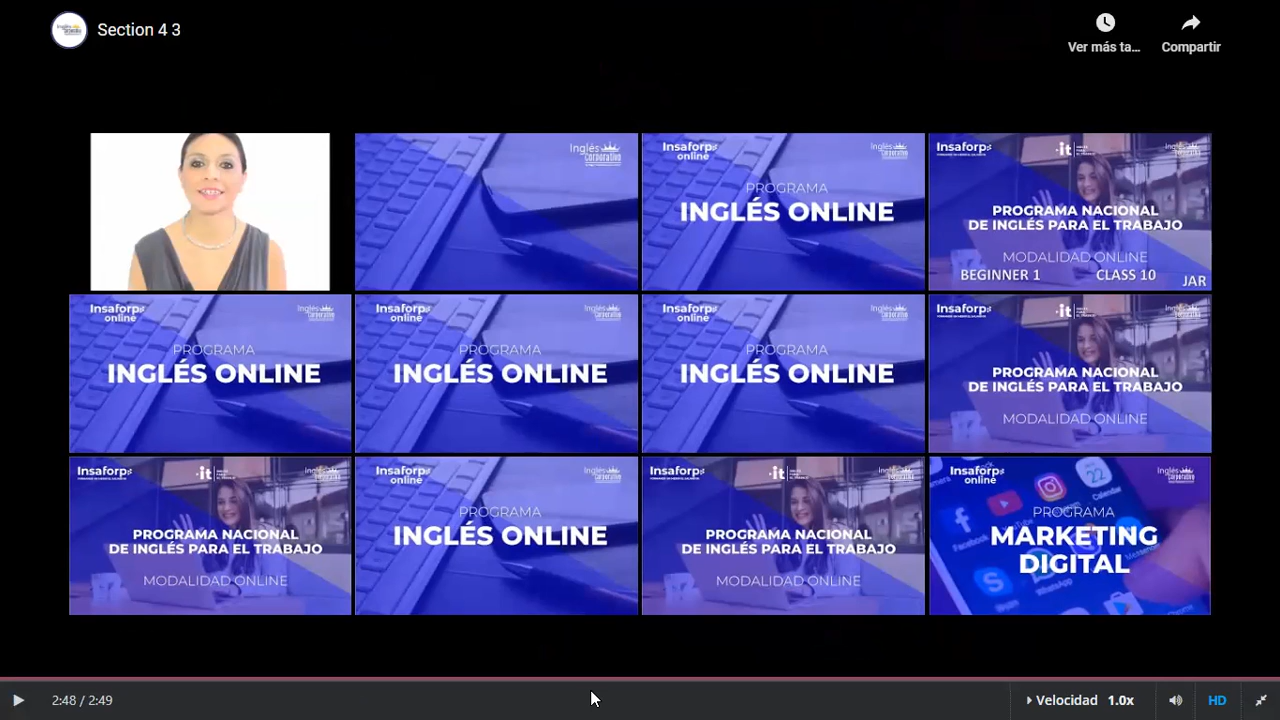 Section 4 3
Ver más ta...
Compartir
Inglés
Corporativo
Insaforp
online
PROGRAMA
INGLÉS ONLINE
Insaforp
it
PROGRAMA NACIONAL
DE INGLÉS PARA EL TRABAJO
MODALIDAD ONLINE
BEGINNER 1 CLASS 10
JAR
Insaforp
online
PROGRAMA
INGLÉS ONLINE
Insaforp
online
PROGRAMA
INGLÉS ONLINE
Insaforp
online
PROGRAMA
INGLÉS ONLINE
Insaforp
it
PROGRAMA NACIONAL
DE INGLÉS PARA EL TRABAJO
MODALIDAD ONLINE
Insaforp
it
PROGRAMA NACIONAL
DE INGLÉS PARA EL TRABAJO
MODALIDAD ONLINE
Insaforp
online
PROGRAMA
INGLÉS ONLINE
Insaforp
it
PROGRAMA NACIONAL
DE INGLÉS PARA EL TRABAJO
MODALIDAD ONLINE
Insaforp
online
22
Calendar
PROGRAMA
MARKETING
DIGITAL
Facebook
WhatsApp
2:48 / 2:49
Velocidad 1.0x
HD